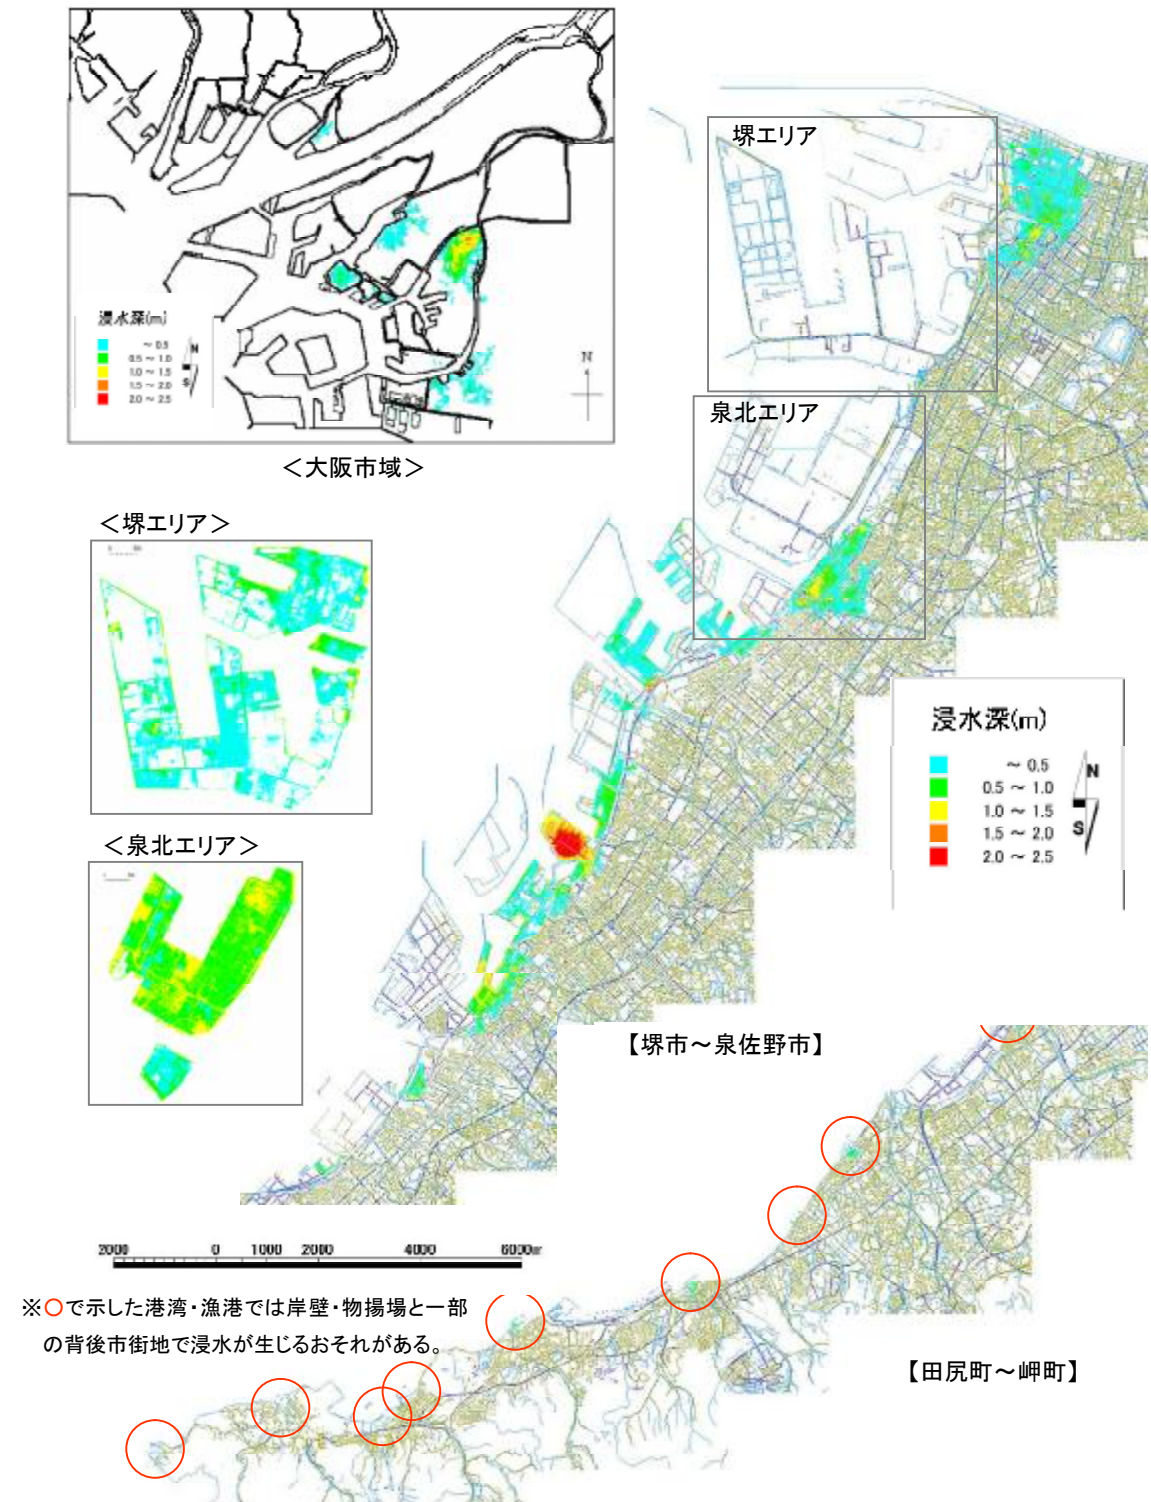 浸水深(m)
～ 0.5
0.5 ～ 1.0
1.0 ～ 1.5
1.5 ～ 2.0
2.0 ～ 2.5
N
S
N
＜大阪市域＞
堺エリア
泉北エリア
＜堺エリア＞
＜泉北エリア＞
浸水深(m)
～ 0.5
0.5 ～ 1.0
1.0 ～ 1.5
1.5 ～ 2.0
2.0 ～ 2.5
N
S
【堺市～泉佐野市】
2000 0 1000 2000 4000 6000m
※○で示した港湾・漁港では岸壁・物揚場と一部
の背後市街地で浸水が生じるおそれがある。
【田尻町～岬町】